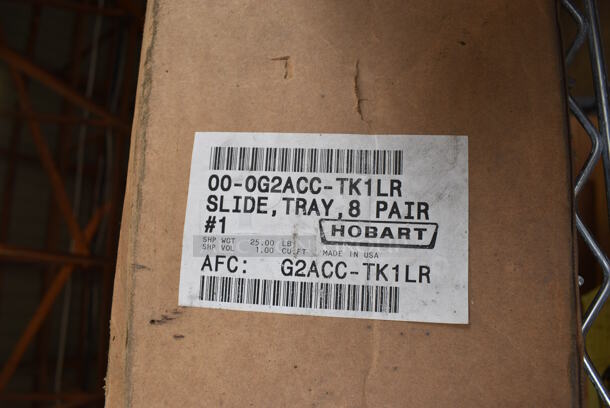 00-0G2ACC-TK1LR
SLIDE,TRAY,8 PAIR
#1 HOBART
SHP WGT 25.00 LB
SHP VOL 1.00 CU.FT MADE IN USA
AFC: G2ACC-TK1LR